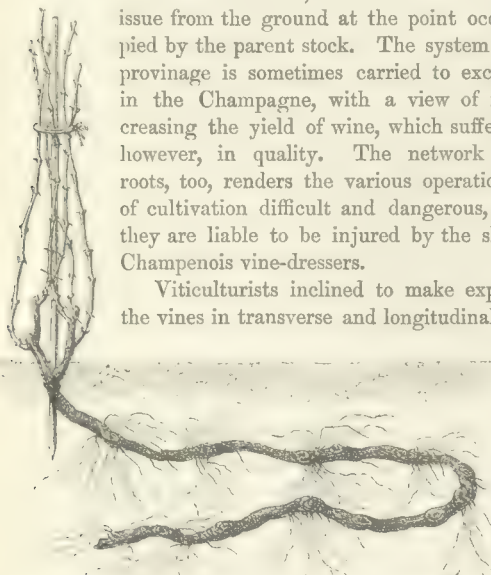 issue from the ground at the point occ
pied by the parent stock. The system
provinage is sometimes carried to exc
in the Champagne, with a view of
creasing the yield of wine, which suffe
however, in quality. The network
roots, too, renders the various operatio
of cultivation difficult and dangerous,
they are liable to be injured by the s
Champenois vine-dressers.
Viticulturists inclined to make exp
the vines in transverse and longitudinal